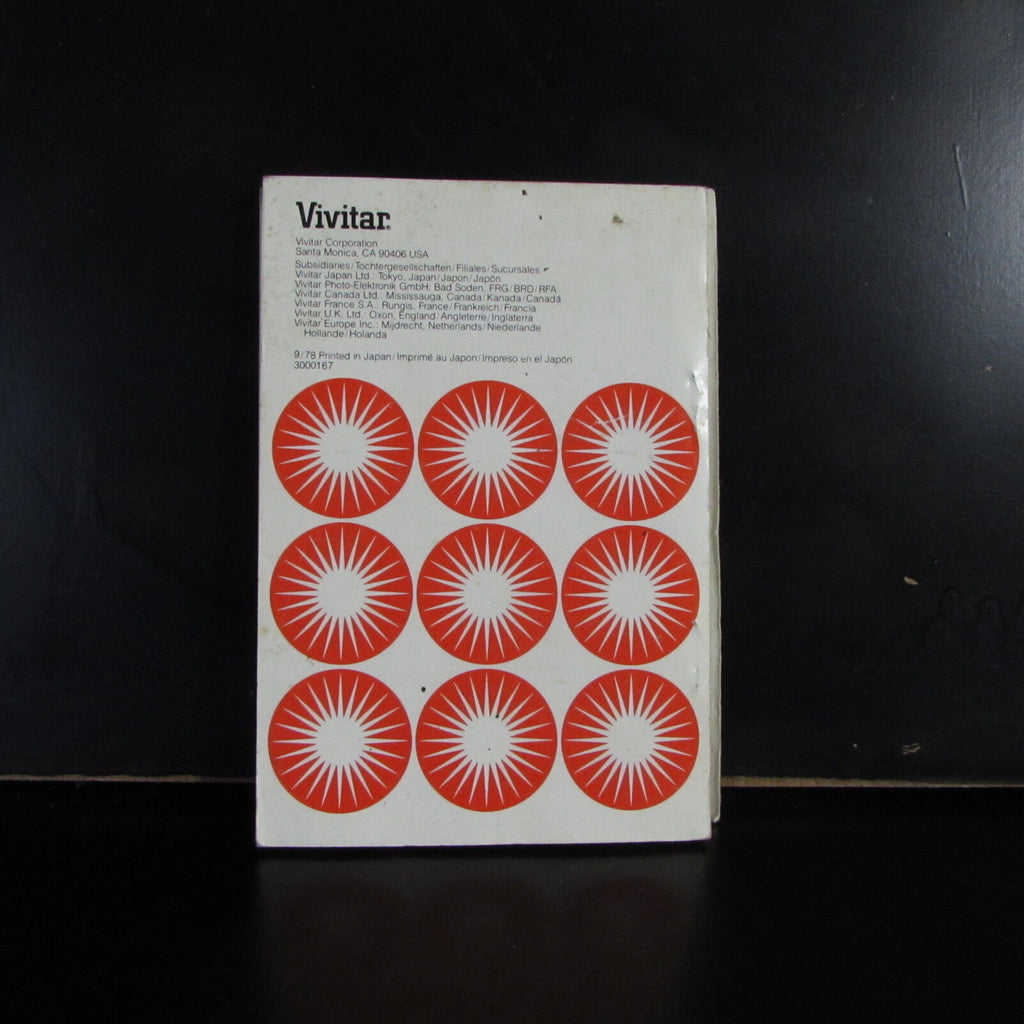 Vivitar®
Vivitar Corporation
Santa Monica, CA 90406 USA
Subsidiaries/Tochtergesellschaften/Filiales/Sucursales
Vivitar Japan Ltd.: Tokyo, Japan/Japon/Japón
Vivitar Photo-Elektronik GmbH: Bad Soden, FRG/BRD/RFA
Vivitar Canada Ltd.: Mississauga, Canada/Kanada/Canadá
Vivitar France S.A.: Rungis, France/Frankreich/Francia
Vivitar U.K. Ltd.: Oxon, England/Angleterre/Inglaterra
Vivitar Europe Inc.: Mijdrecht, Netherlands/Niederlande
Hollande/Holanda
9/78 Printed in Japan/Imprimé au Japon/Impreso en el Japón
3000167